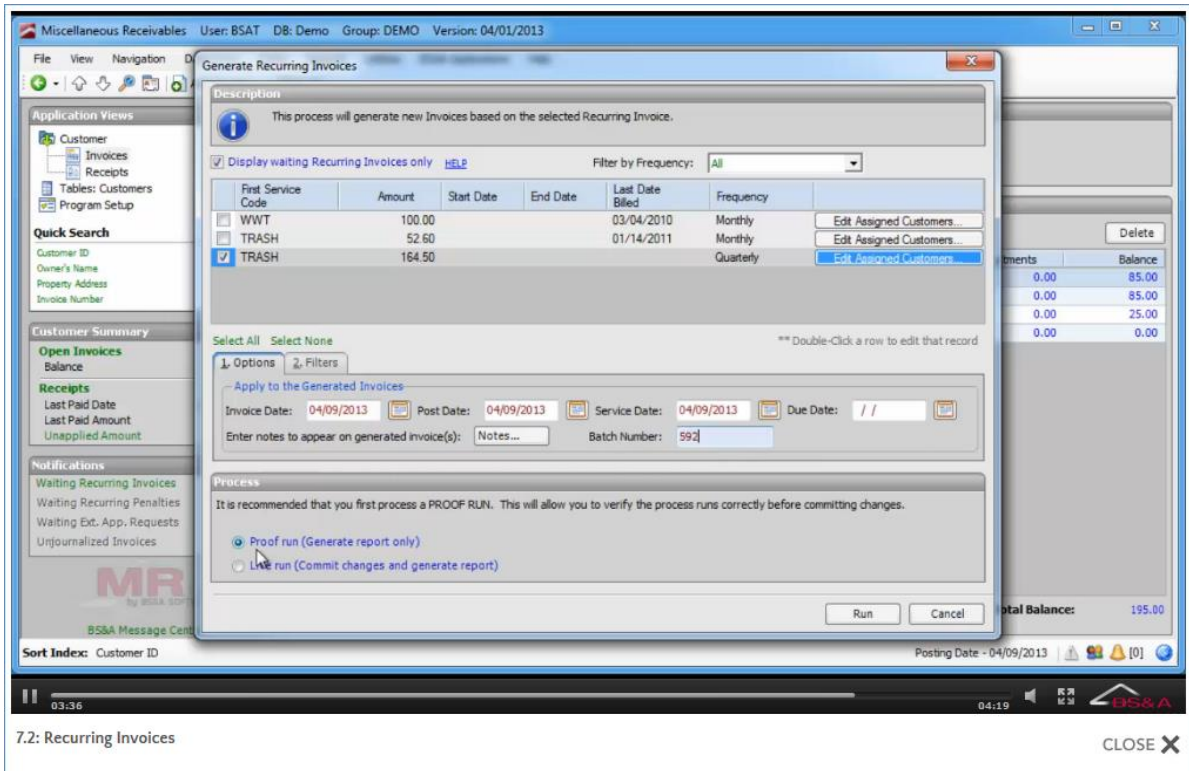 Miscellaneous Receivables User: BSAT DB: Demo Group: DEMO Version: 04/01/2013
File View Navigation
Generate Recurring Invoices
Description
This process will generate new Invoices based on the selected Recurring Invoice.
Display waiting Recurring Invoices only HELP Filter by Frequency: All
First Service Code Amount Start Date End Date Last Date Billed Frequency
WWT 100.00 03/04/2010 Monthly Edit Assigned Customers...
TRASH 52.60 01/14/2011 Monthly Edit Assigned Customers...
TRASH 164.50 Quarterly Edit Assigned Customers...
Select All Select None ** Double-Click a row to edit that record
1. Options 2. Filters
Apply to the Generated Invoices
Invoice Date: 04/09/2013 Post Date: 04/09/2013 Service Date: 04/09/2013 Due Date: / /
Enter notes to appear on generated invoice(s): Notes... Batch Number: 592
Process
It is recommended that you first process a PROOF RUN. This will allow you to verify the process runs correctly before committing changes.
Proof run (Generate report only)
Live run (Commit changes and generate report)
Run Cancel
Application Views
Customer
Invoices
Receipts
Tables: Customers
Program Setup
Quick Search
Customer ID
Owner's Name
Property Address
Invoice Number
Customer Summary
Open Invoices
Balance
Receipts
Last Paid Date
Last Paid Amount
Unapplied Amount
Notifications
Waiting Recurring Invoices
Waiting Recurring Penalties
Waiting Ext. App. Requests
Unjournalized Invoices
MR
by BS&A SOFT
BS&A Message Cent
Delete
tments Balance
0.00 85.00
0.00 85.00
0.00 25.00
0.00 0.00
otal Balance: 195.00
Sort Index: Customer ID Posting Date - 04/09/2013 [0]
03:36 04:19 BS&A
7.2: Recurring Invoices CLOSE